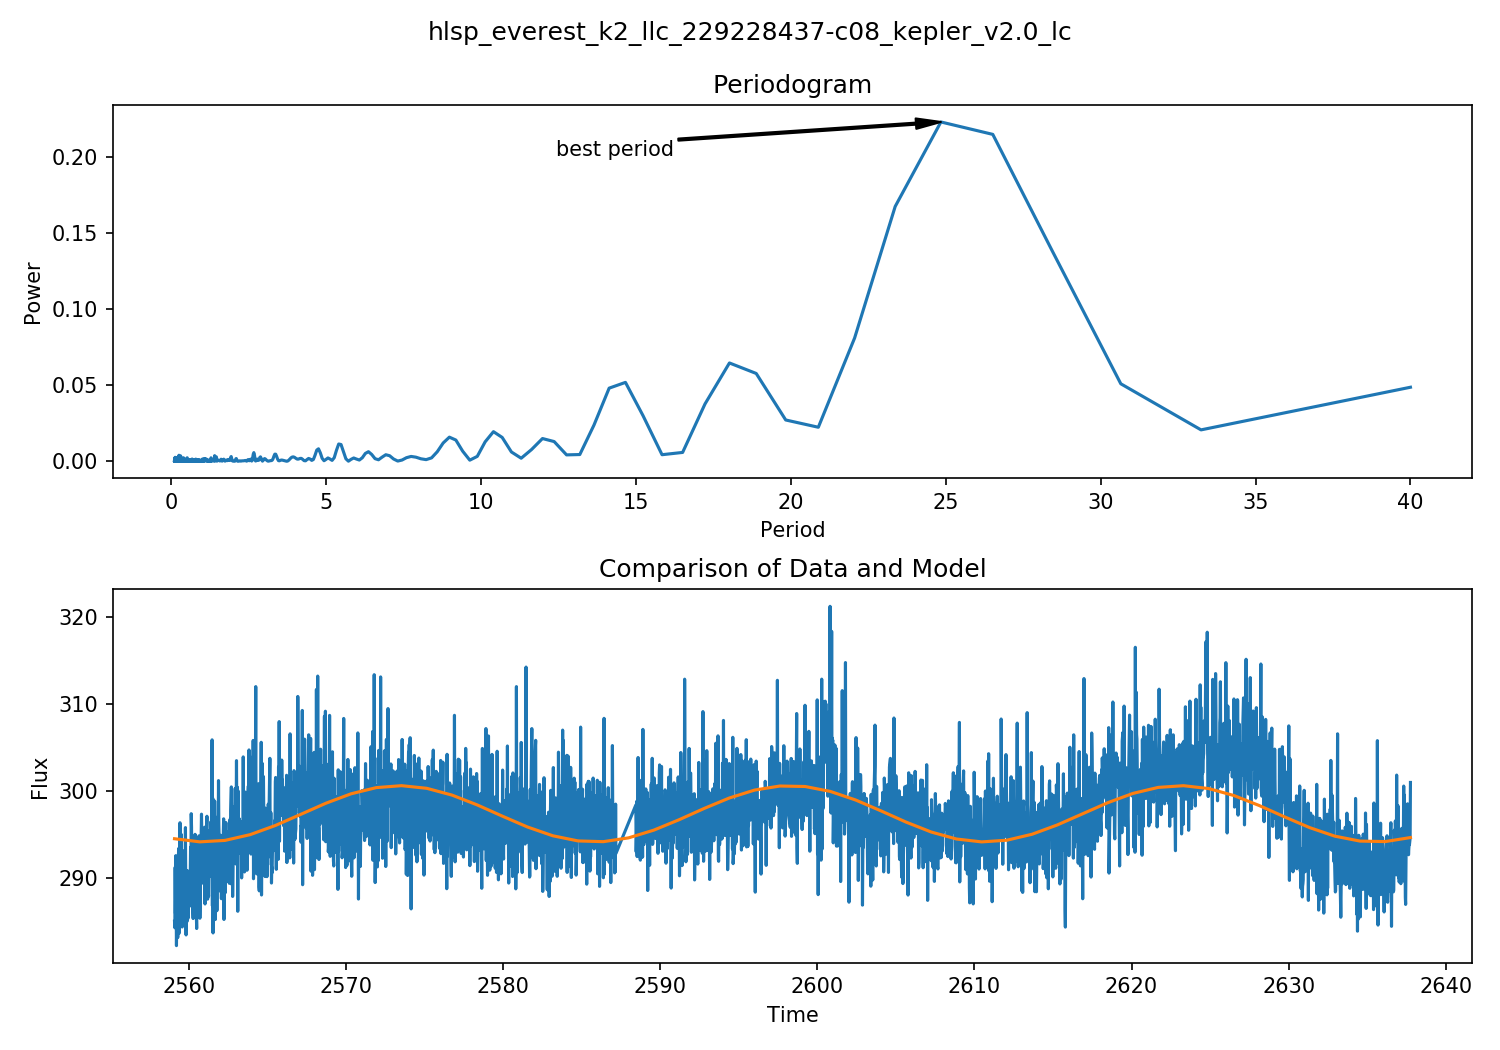 hlsp_everest_k2_llc_229228437-c08_kepler_v2.0_lc
Periodogram
best period
Power
0.20
0.15
0.10
0.05
0.00
0 5 10 15 20 25 30 35 40
Period
Comparison of Data and Model
Flux
320
310
300
290
2560 2570 2580 2590 2600 2610 2620 2630 2640
Time